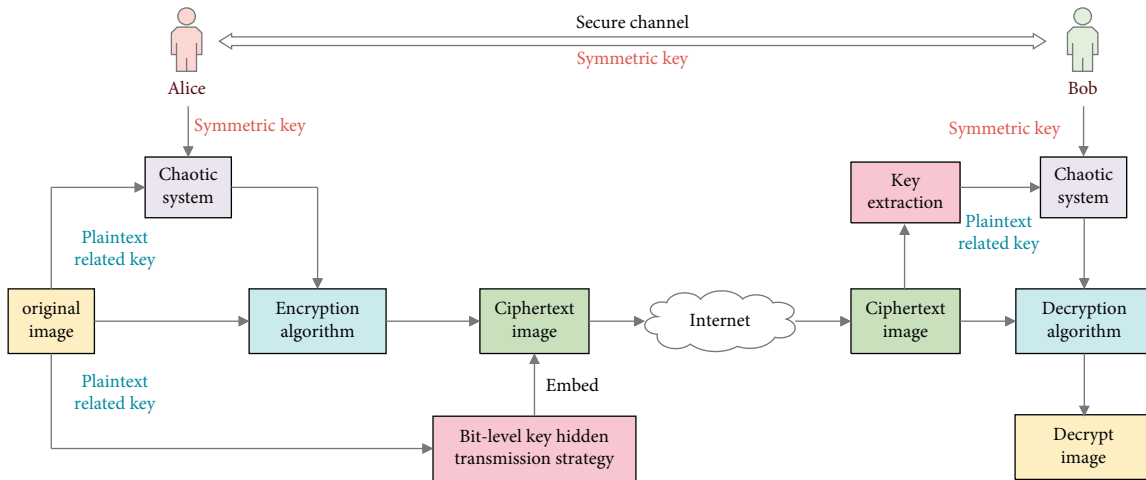 Secure channel
Symmetric key
Alice
Bob
Symmetric key
Symmetric key
Chaotic
system
Key
extraction
Chaotic
system
Plaintext
related key
Plaintext
related key
original
image
Encryption
algorithm
Ciphertext
image
Internet
Ciphertext
image
Decryption
algorithm
Plaintext
related key
Embed
Bit-level key hidden
transmission strategy
Decrypt
image